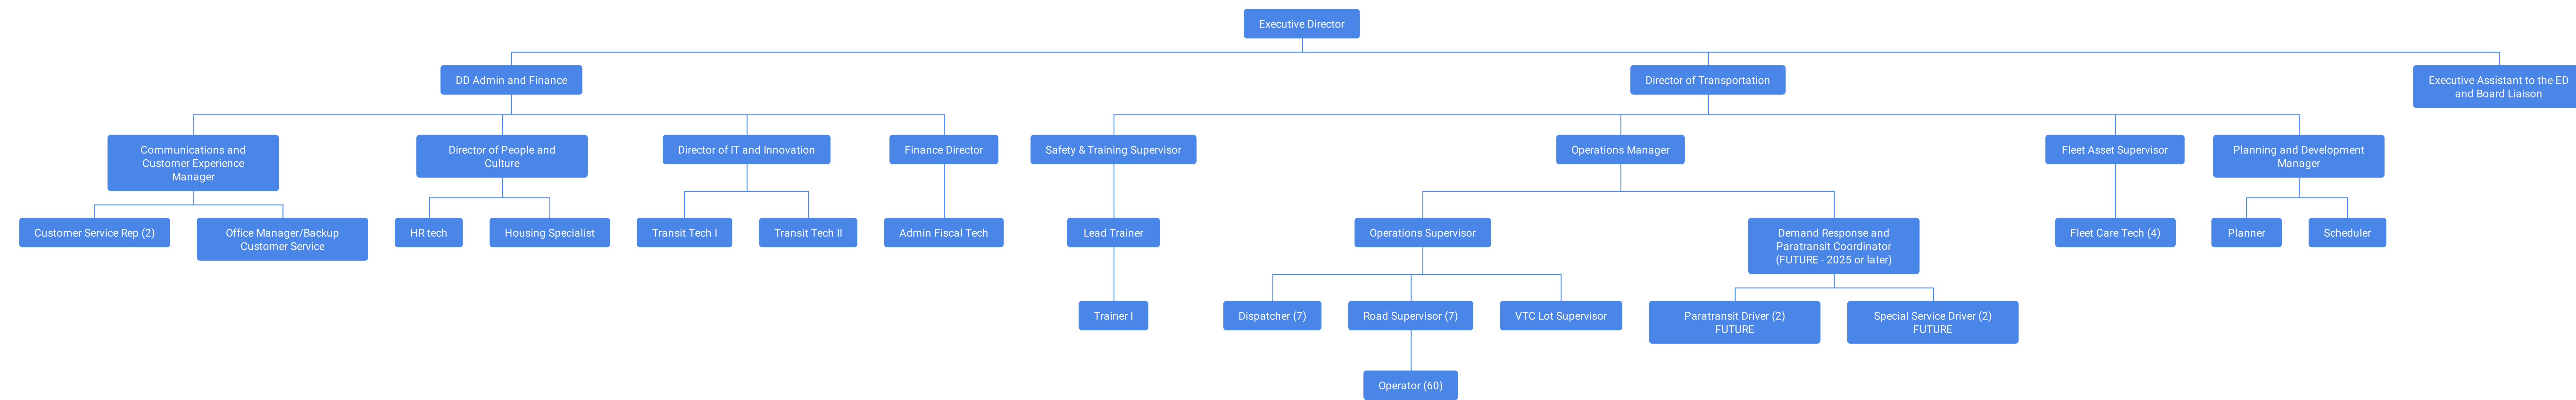 Executive Director
DD Admin and Finance
Director of Transportation
Executive Assistant to the ED
and Board Liaison
Communications and
Customer Experience
Manager
Director of People and
Culture
Director of IT and Innovation
Finance Director
Safety & Training Supervisor
Operations Manager
Fleet Asset Supervisor
Planning and Development
Manager
Customer Service Rep (2)
Office Manager/Backup
Customer Service
HR tech
Housing Specialist
Transit Tech I
Transit Tech II
Admin Fiscal Tech
Lead Trainer
Operations Supervisor
Demand Response and
Paratransit Coordinator
(FUTURE - 2025 or later)
Fleet Care Tech (4)
Planner
Scheduler
Trainer I
Dispatcher (7)
Road Supervisor (7)
VTC Lot Supervisor
Paratransit Driver (2)
FUTURE
Special Service Driver (2)
FUTURE
Operator (60)